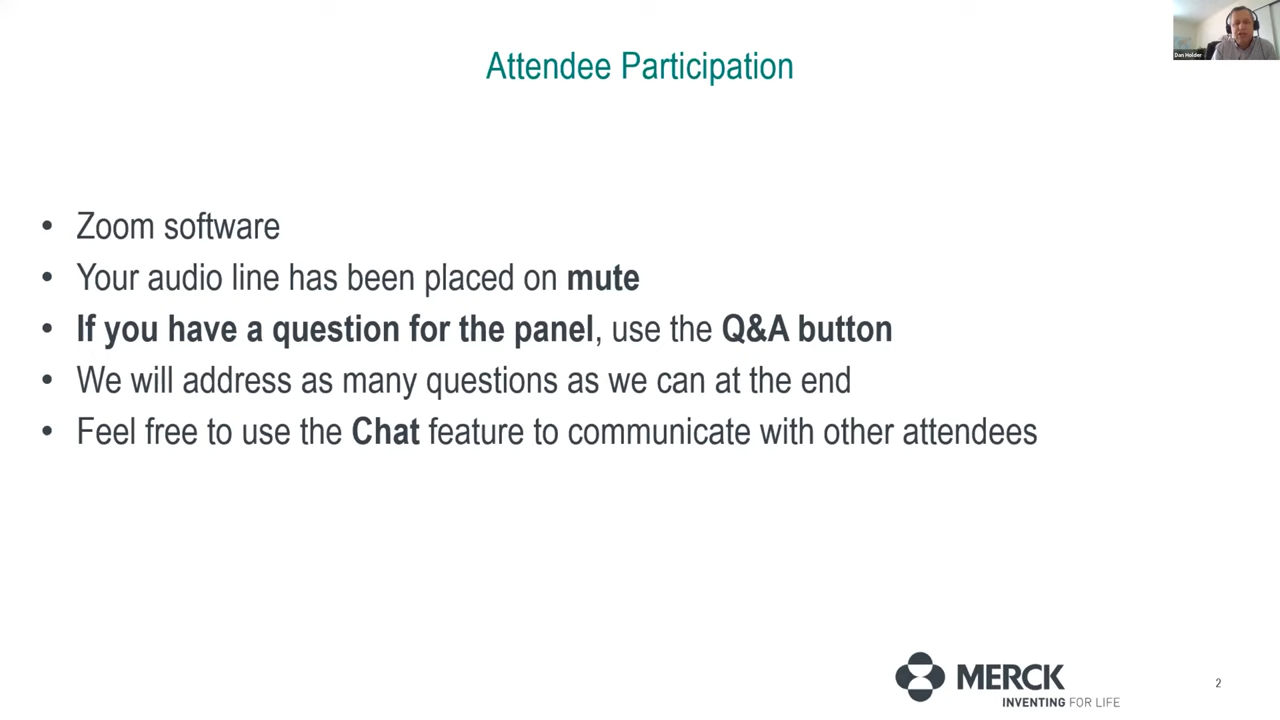 Attendee Participation
Dan Holder
• Zoom software
• Your audio line has been placed on mute
• If you have a question for the panel, use the Q&A button
• We will address as many questions as we can at the end
• Feel free to use the Chat feature to communicate with other attendees
MERCK
INVENTING FOR LIFE
2